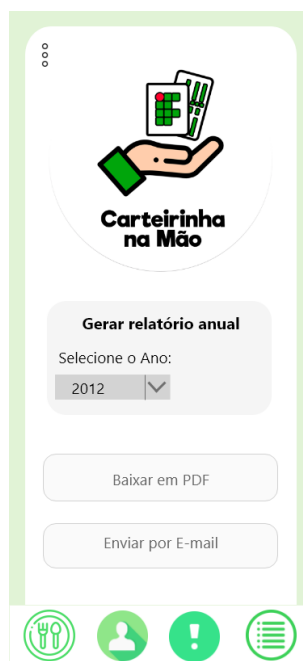 Carteirinha
na Mão
Gerar relatório anual
Selecione o Ano:
2012
Baixar em PDF
Enviar por E-mail